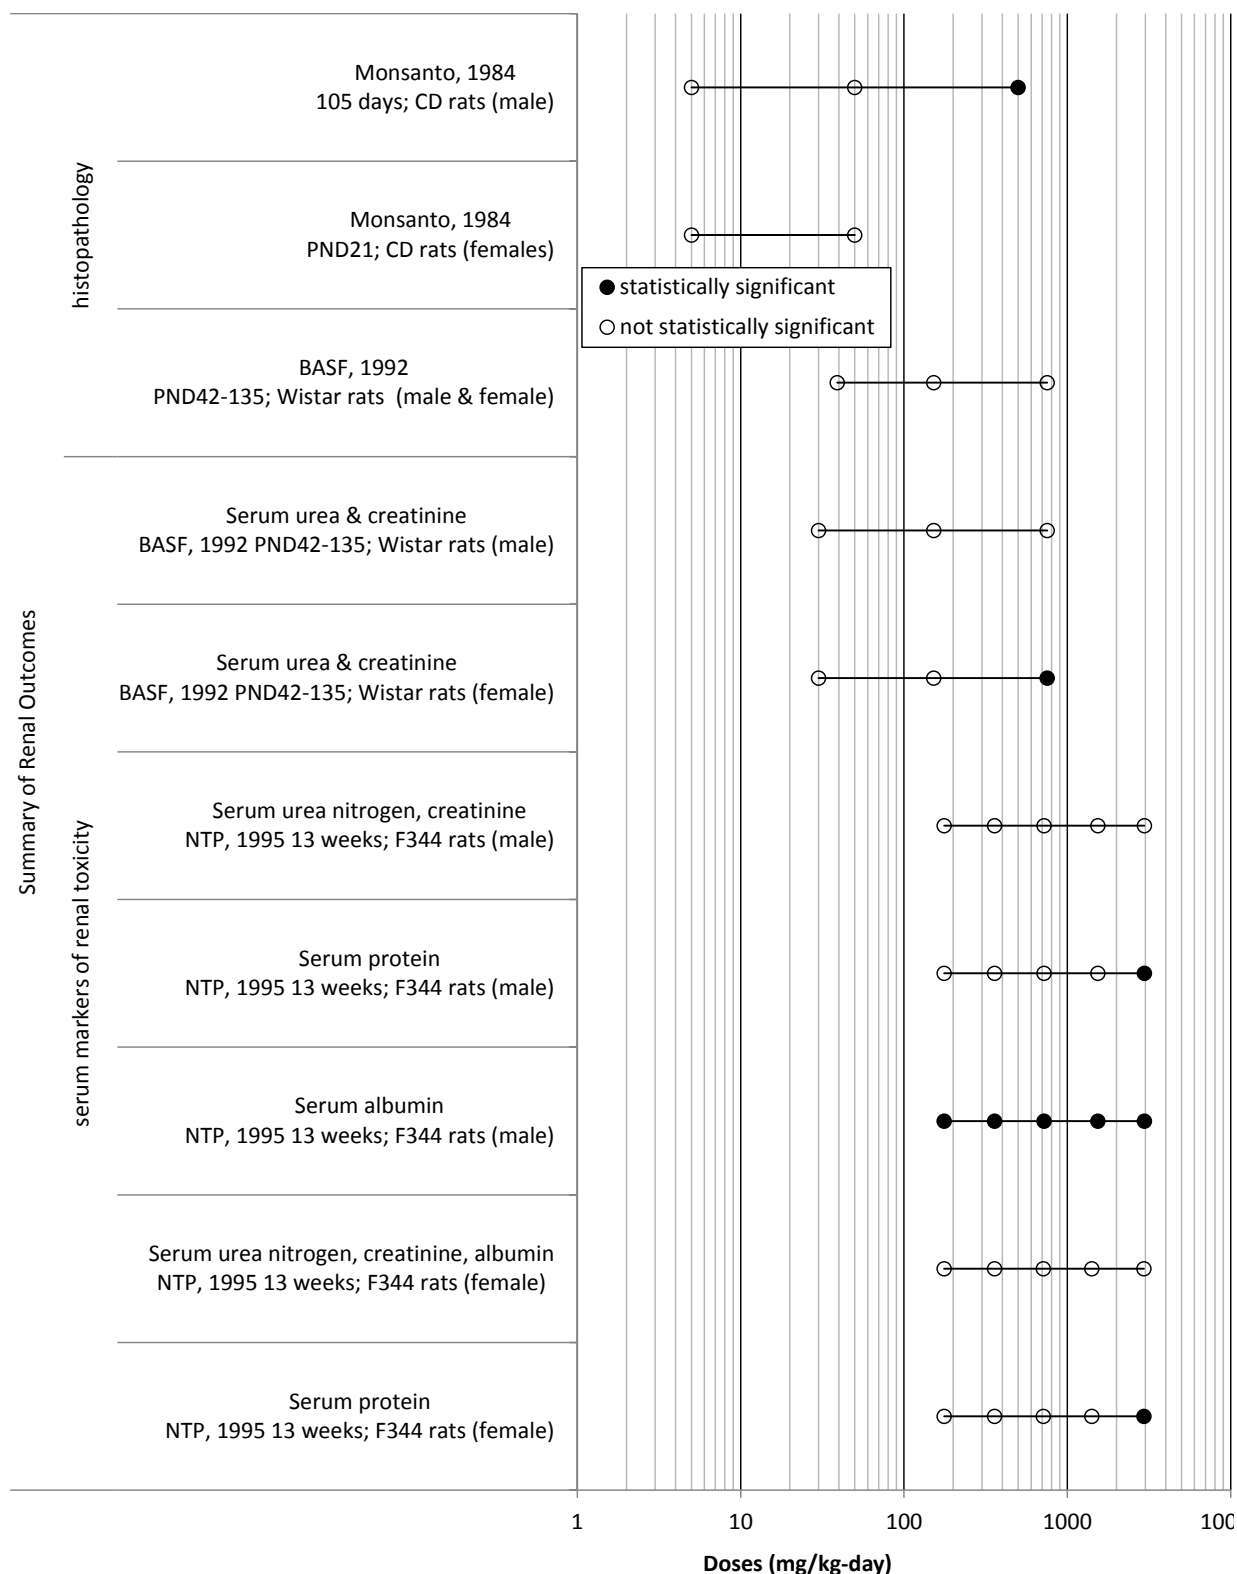 Summary of Renal Outcomes
histopathology
Monsanto, 1984
105 days; CD rats (male)
Monsanto, 1984
PND21; CD rats (females)
statistically significant
not statistically significant
BASF, 1992
PND42-135; Wistar rats (male & female)
serum markers of renal toxicity
Serum urea & creatinine
BASF, 1992 PND42-135; Wistar rats (male)
Serum urea & creatinine
BASF, 1992 PND42-135; Wistar rats (female)
Serum urea nitrogen, creatinine
NTP, 1995 13 weeks; F344 rats (male)
Serum protein
NTP, 1995 13 weeks; F344 rats (male)
Serum albumin
NTP, 1995 13 weeks; F344 rats (male)
Serum urea nitrogen, creatinine, albumin
NTP, 1995 13 weeks; F344 rats (female)
Serum protein
NTP, 1995 13 weeks; F344 rats (female)
1 10 100 1000 100
Doses (mg/kg-day)